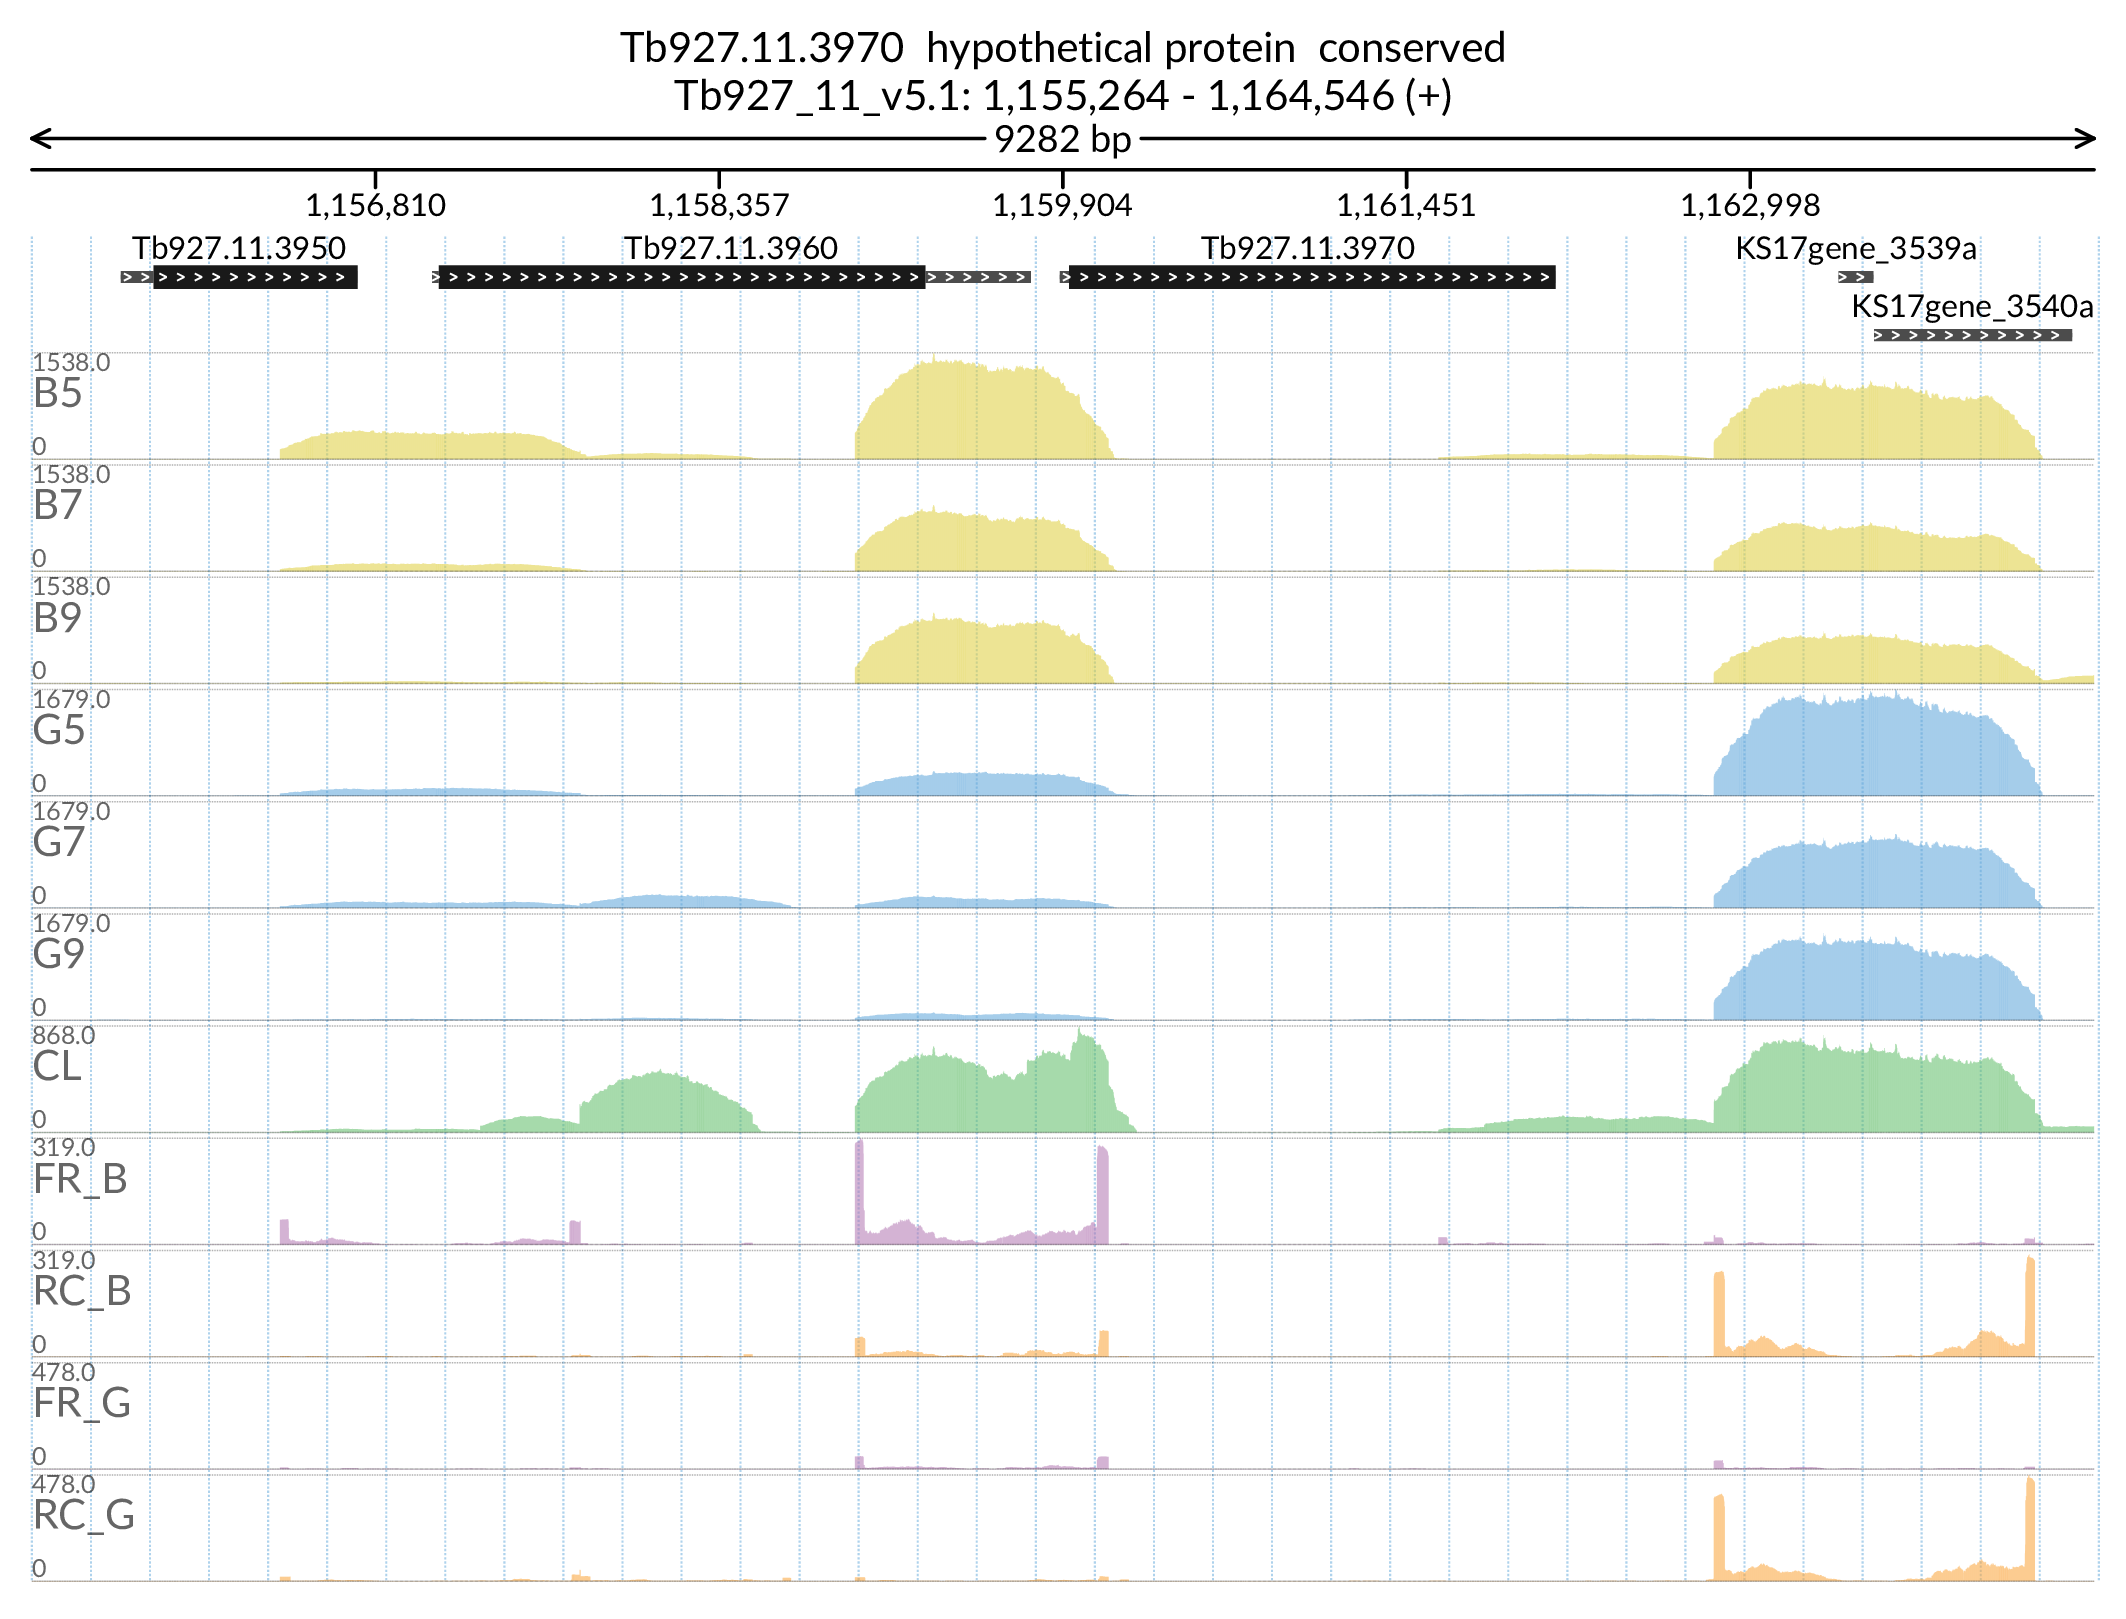 Tb927.11.3970 hypothetical protein conserved
Tb927_11_v5.1: 1,155,264 - 1,164,546 (+)
9282 bp
1,156,810 1,158,357 1,159,904 1,161,451 1,162,998
Tb927.11.3950 Tb927.11.3960 Tb927.11.3970 KS17gene_3539a
KS17gene_3540a
1538.0
B5
0
1538.0
B7
0
1538.0
B9
0
1679.0
G5
0
1679.0
G7
0
1679.0
G9
0
868.0
CL
0
319.0
FR_B
0
319.0
RC_B
0
478.0
FR_G
0
478.0
RC_G
0